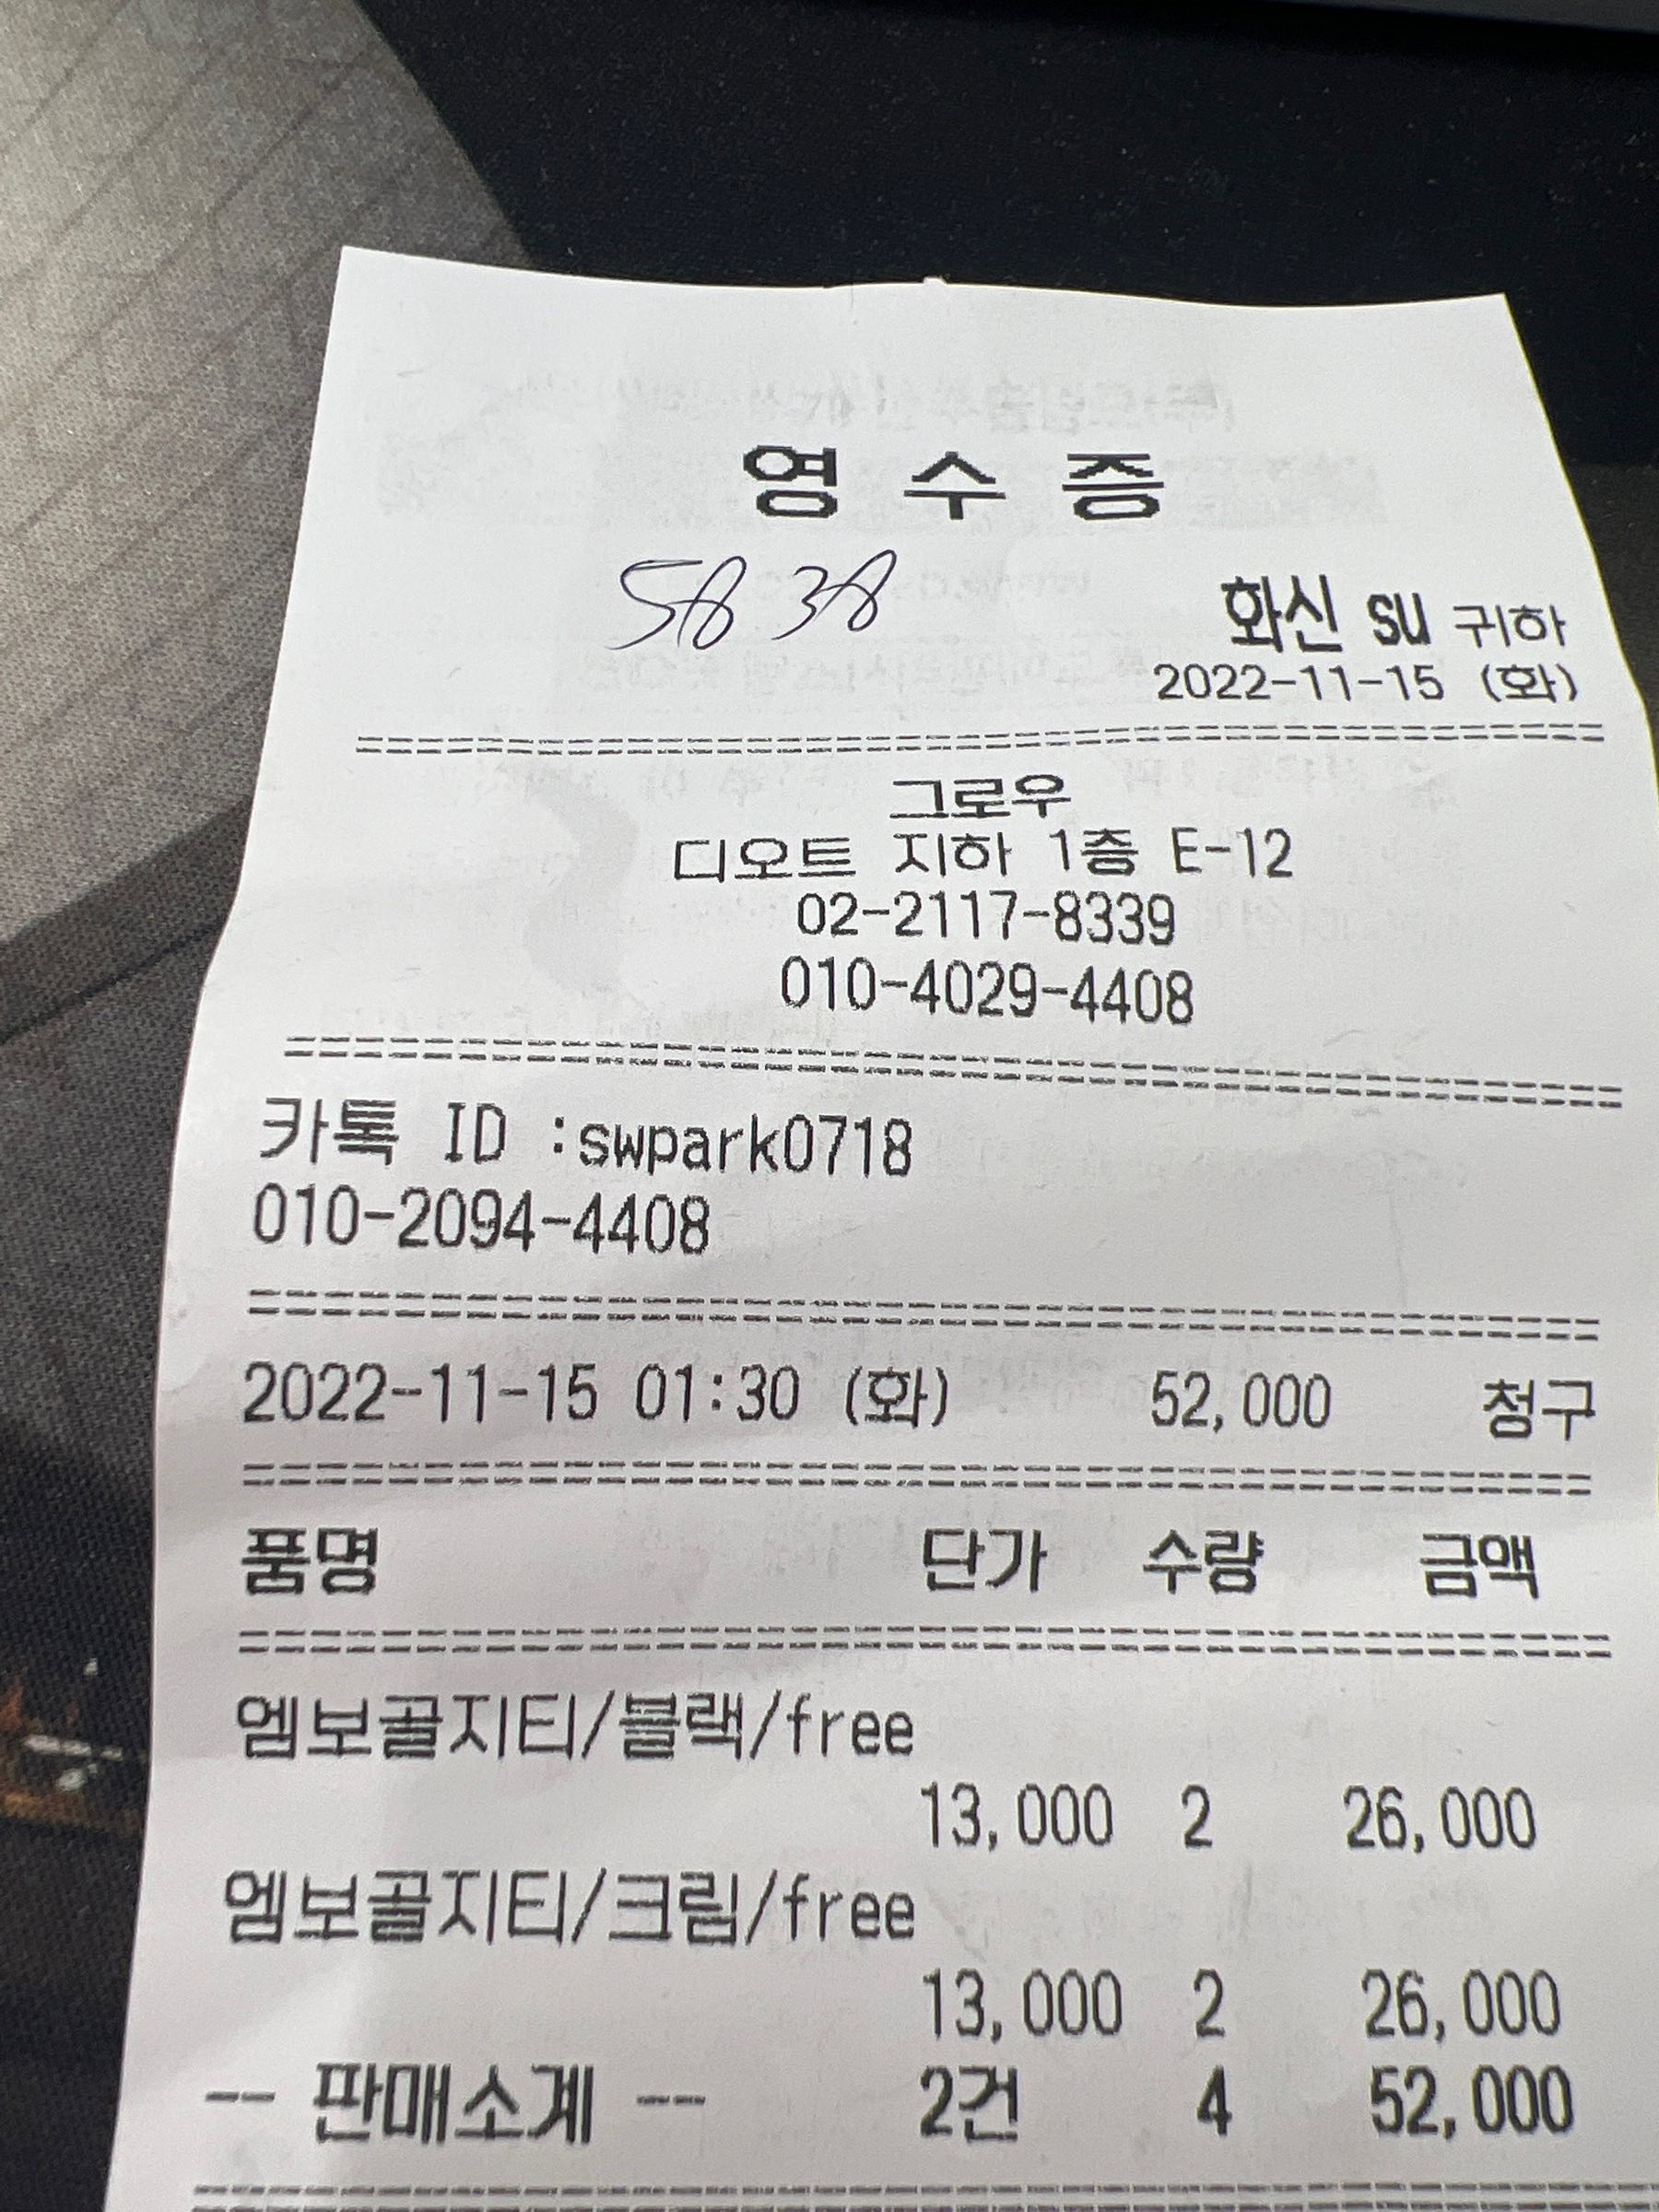 영 수 증
5838
화신 su 귀하
2022-11-15 (화)
그로우
디오트 지하 1층 E-12
02-2117-8339
010-4029-4408
카톡 ID :swpark0718
010-2094-4408
2022-11-15 01:30 (화) 52,000 청구
품명 단가 수량 금액
엠보골지티/블랙/free
13,000 2 26,000
엠보골지티/크림/free
13,000 2 26,000
-- 판매소계 -- 2건 4 52,000